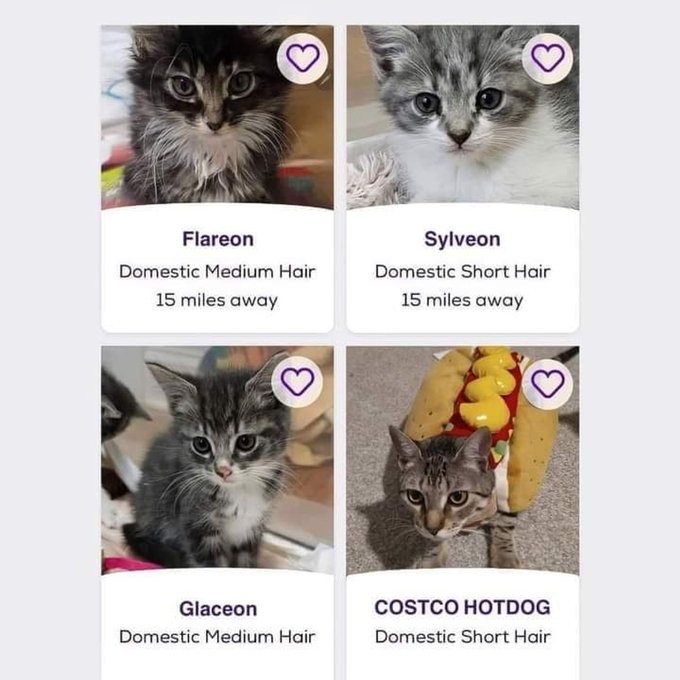 Flareon
Domestic Medium Hair
15 miles away
Sylveon
Domestic Short Hair
15 miles away
Glaceon
Domestic Medium Hair
COSTCO HOTDOG
Domestic Short Hair